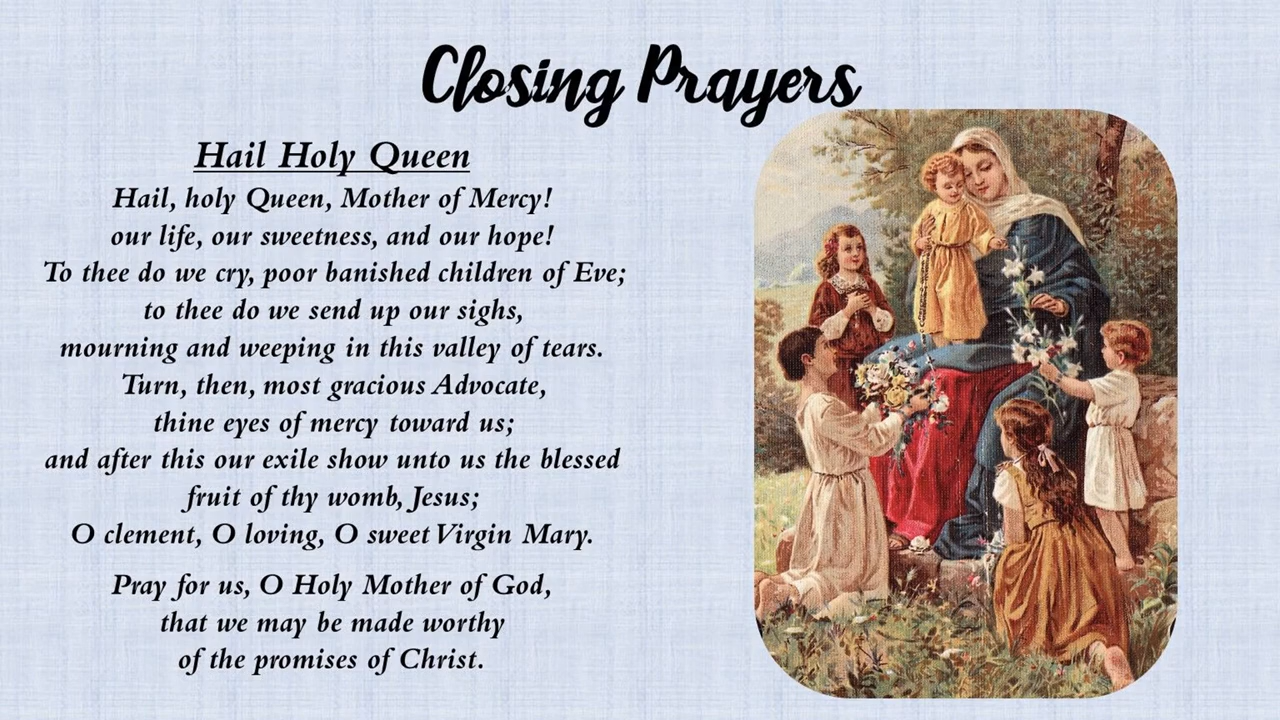 Closing Prayers
Hail Holy Queen
Hail, holy Queen, Mother of Mercy!
our life, our sweetness, and our hope!
To thee do we cry, poor banished children of Eve;
to thee do we send up our sighs,
mourning and weeping in this valley of tears.
Turn, then, most gracious Advocate,
thine eyes of mercy toward us;
and after this our exile show unto us the blessed
fruit of thy womb, Jesus;
O clement, O loving, O sweet Virgin Mary.
Pray for us, O Holy Mother of God,
that we may be made worthy
of the promises of Christ.